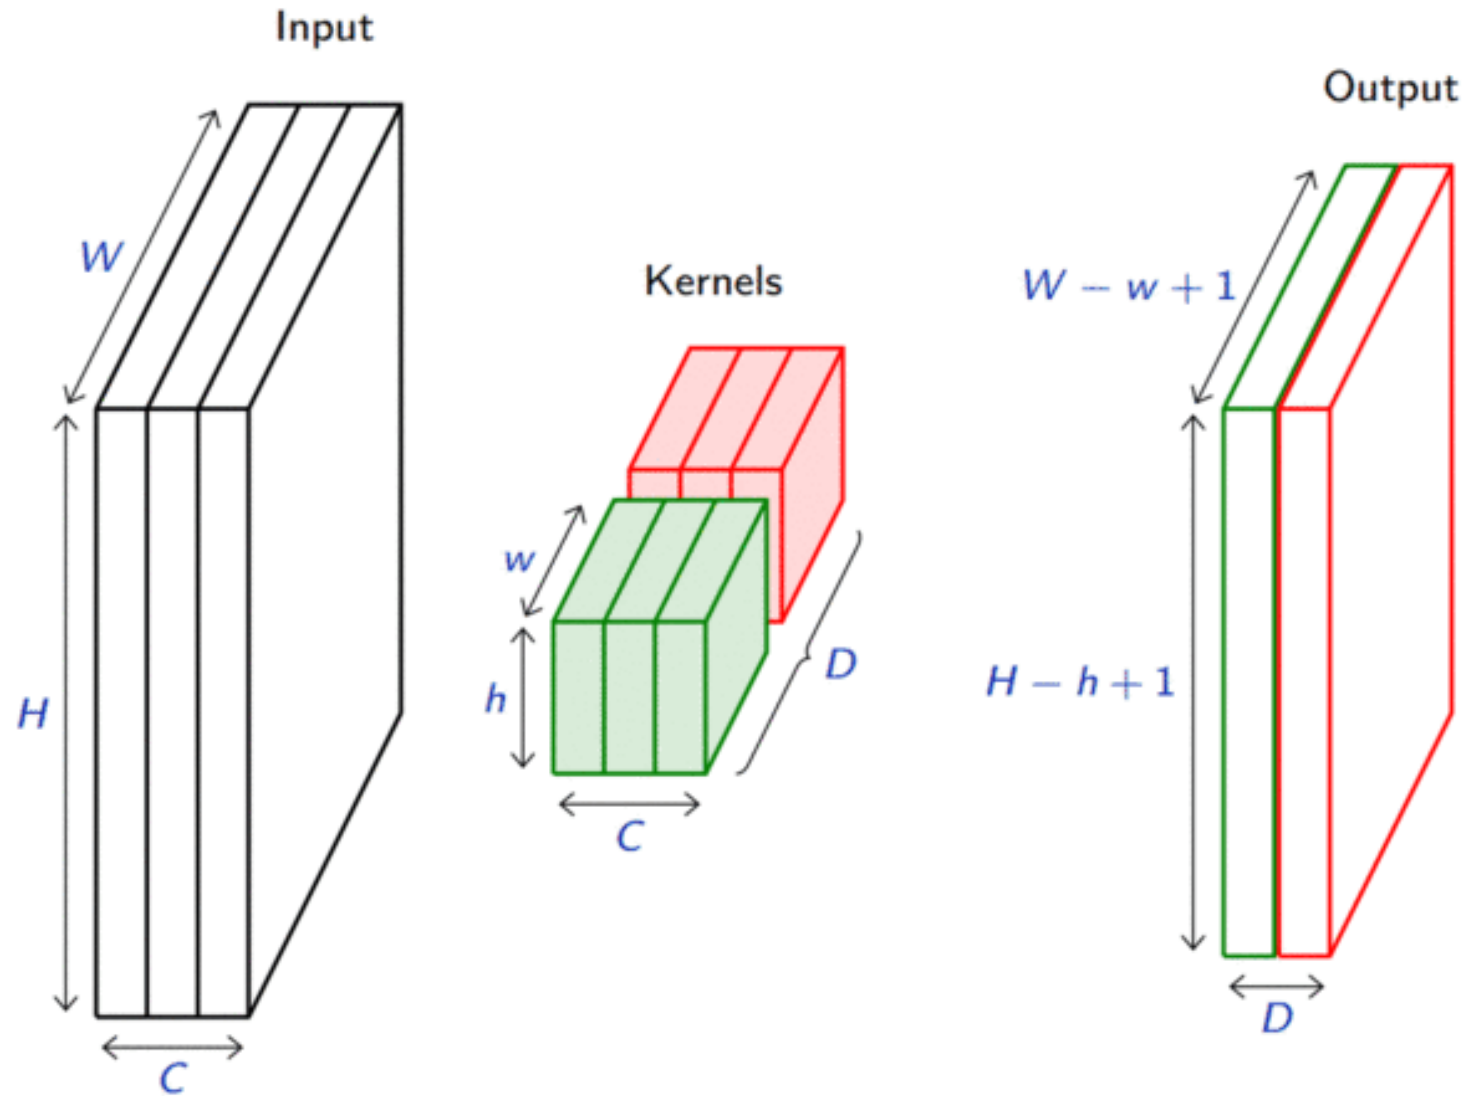 Input
W
H
C
Kernels
w
h
C
D
Output
W − w + 1
H − h + 1
D